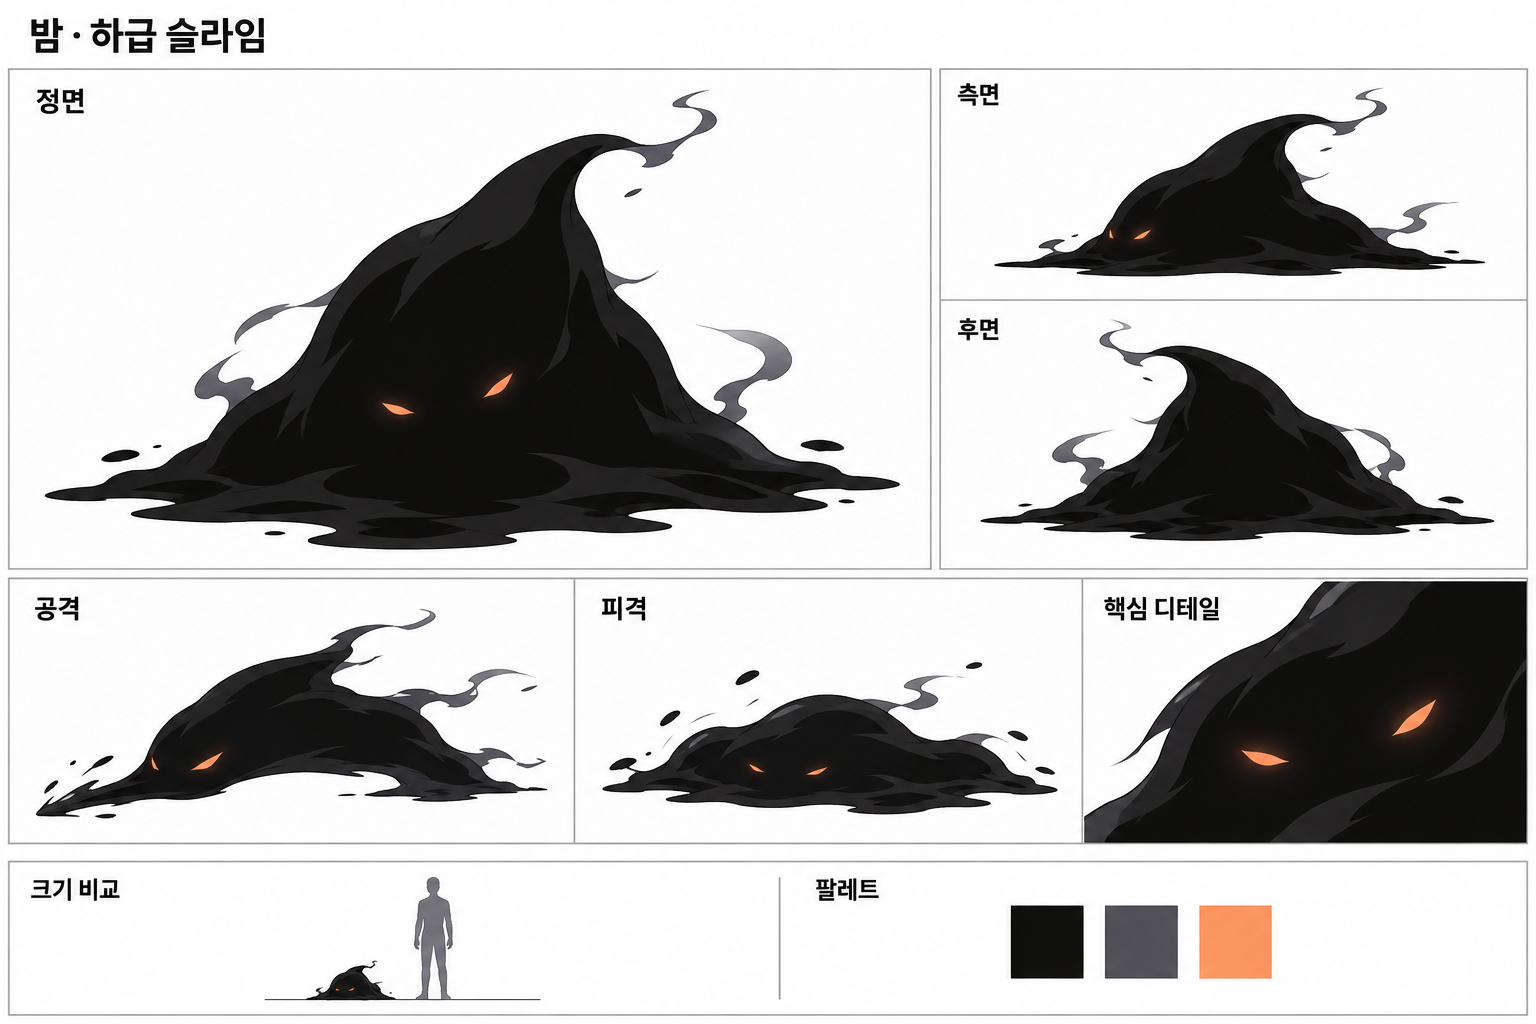 밤 · 하급 슬라임
정면
측면
후면
공격
피격
핵심 디테일
크기 비교
팔레트